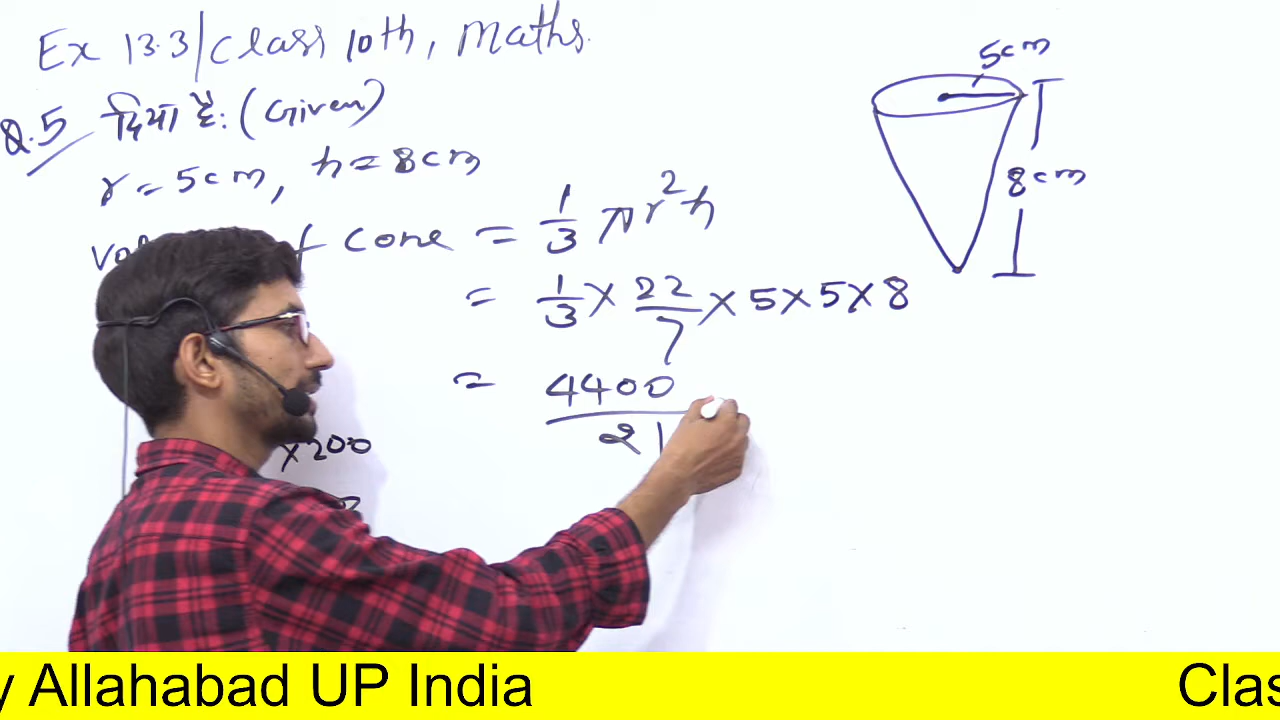 Ex 13.3/Class 10th, Maths.
Q.5 दिया है: (Given)
r = 5cm, h = 8cm
cone = 1/3 πr²h
= 1/3 × 22/7 × 5 × 5 × 8
= 4400/21
×200
5cm
8cm
y Allahabad UP India
Clas